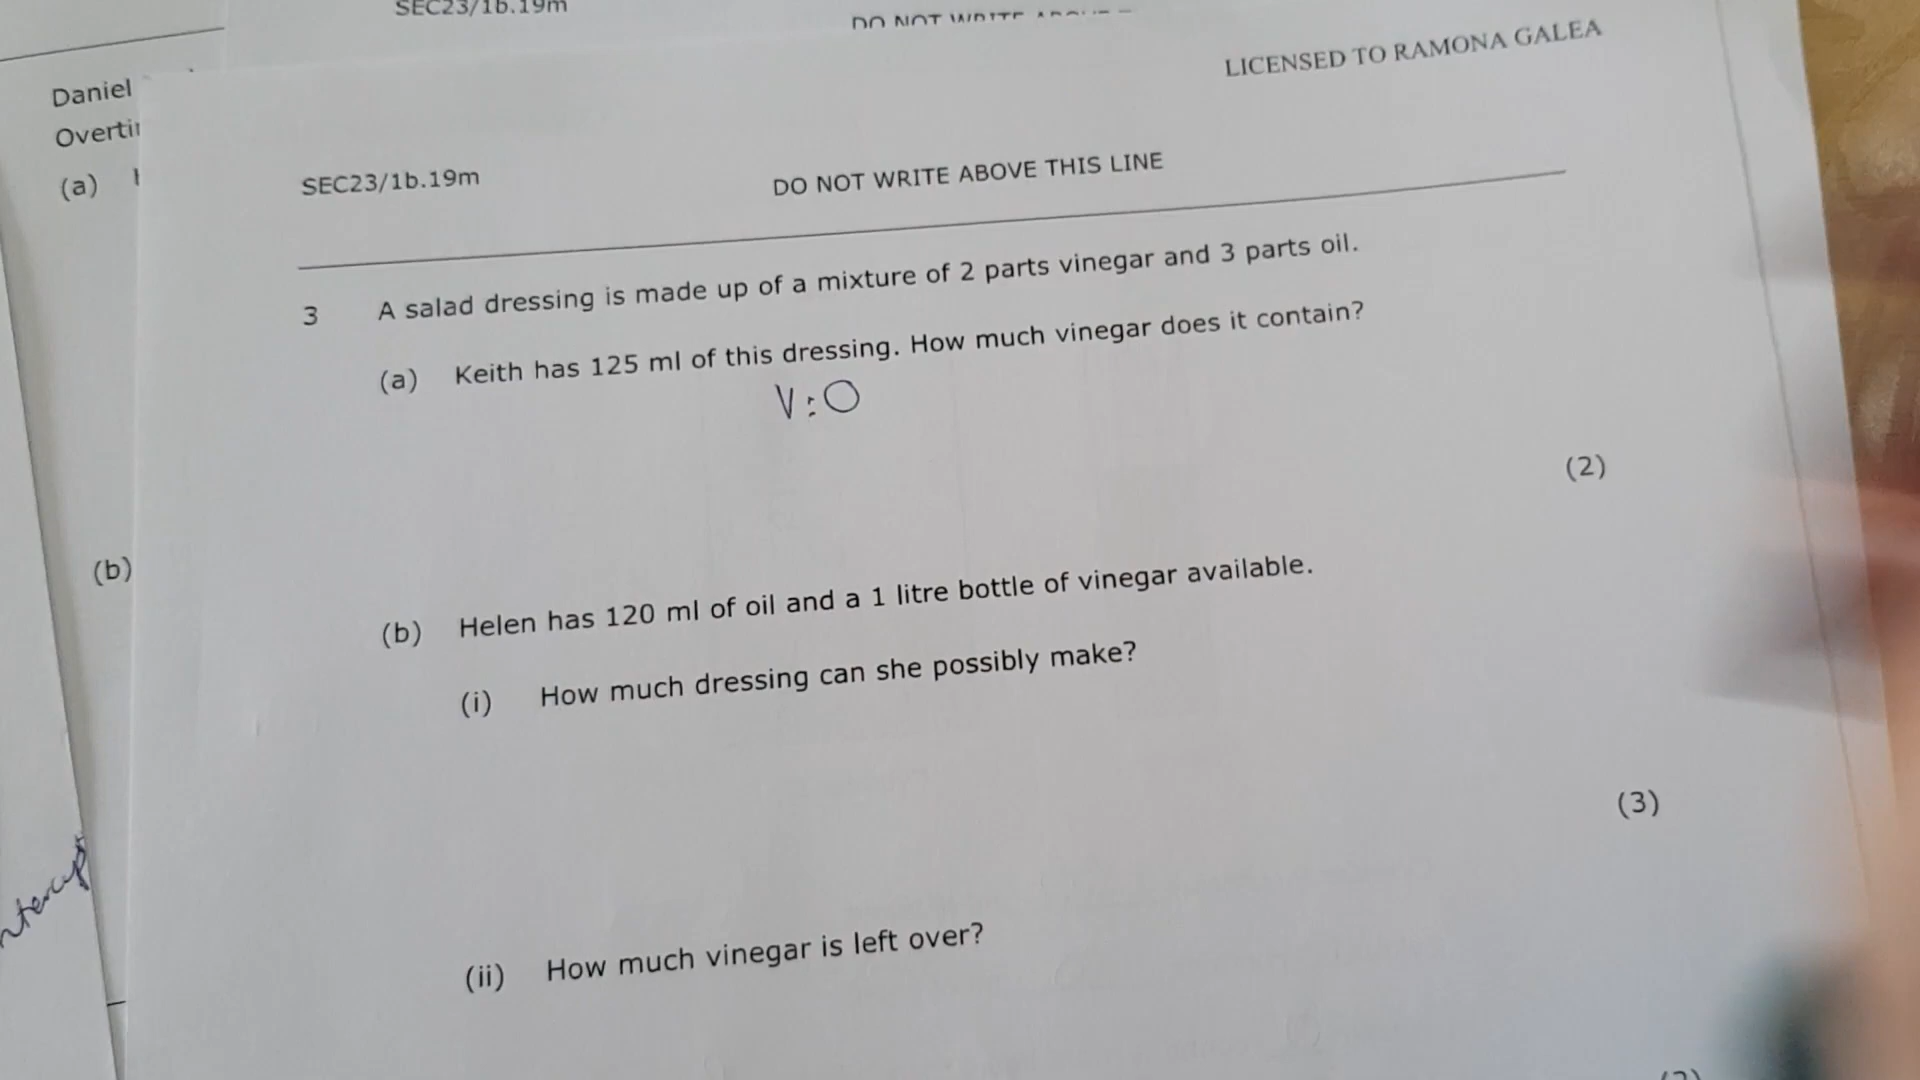 SEC23/1b.19m
DO NOT WRITE
LICENSED TO RAMONA GALEA
Daniel
(a)
(b)
SEC23/1b.19m DO NOT WRITE ABOVE THIS LINE
3 A salad dressing is made up of a mixture of 2 parts vinegar and 3 parts oil.
(a) Keith has 125 ml of this dressing. How much vinegar does it contain?
V:O
(2)
(b) Helen has 120 ml of oil and a 1 litre bottle of vinegar available.
(i) How much dressing can she possibly make?
(3)
(ii) How much vinegar is left over?